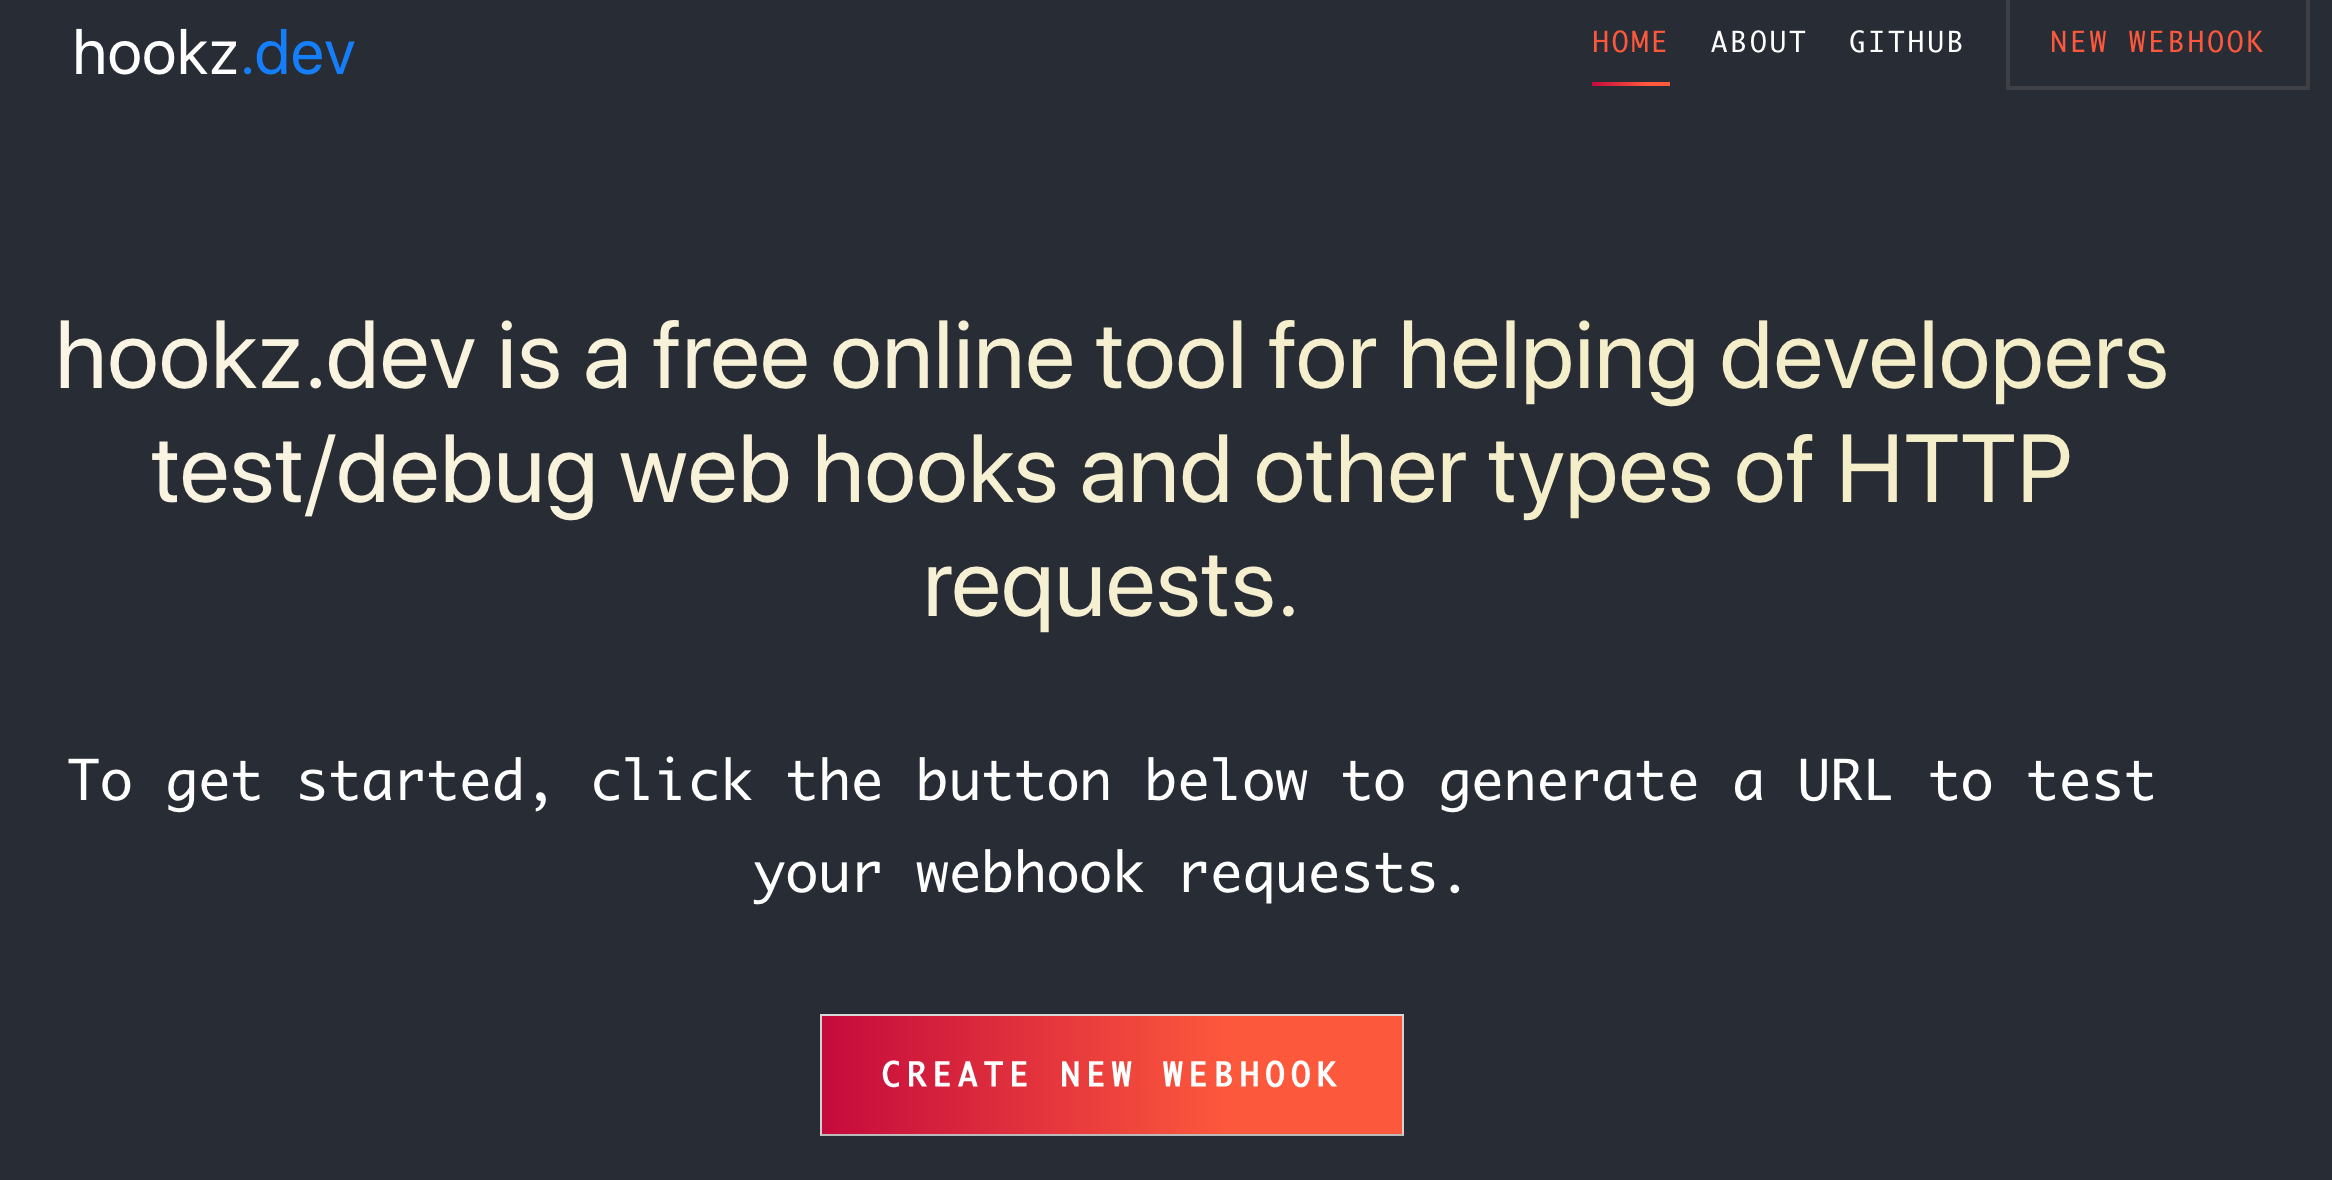 hookz.dev
HOME ABOUT GITHUB NEW WEBHOOK
hookz.dev is a free online tool for helping developers
test/debug web hooks and other types of HTTP
requests.
To get started, click the button below to generate a URL to test
your webhook requests.
CREATE NEW WEBHOOK